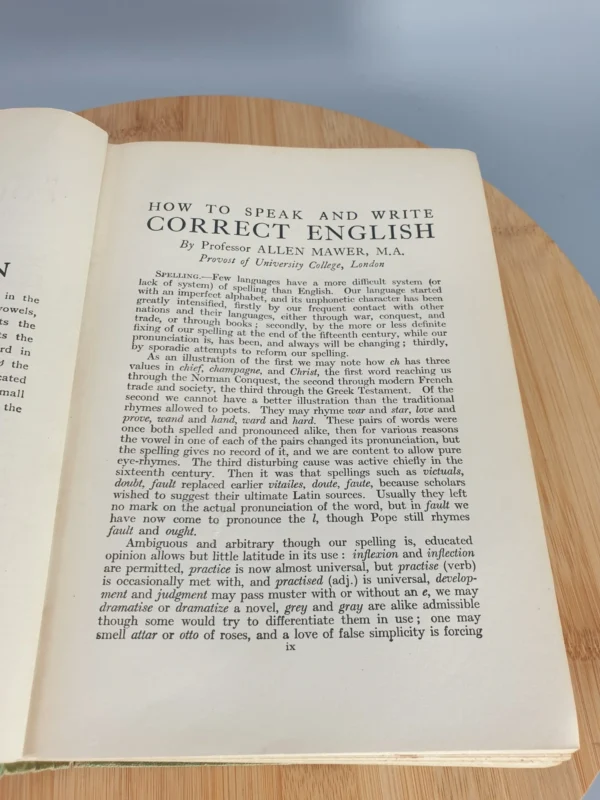 N
in the
vowels,
ts the
ts the
rd in
the
cated
mall
the
HOW TO SPEAK AND WRITE
CORRECT ENGLISH
By Professor ALLEN MAWER, M.A.
Provost of University College, London
SPELLING.—Few languages have a more difficult system (or
lack of system) of spelling than English. Our language started
with an imperfect alphabet, and its unphonetic character has been
greatly intensified, firstly by our frequent contact with other
nations and their languages, either through war, conquest, and
trade, or through books; secondly, by the more or less definite
fixing of our spelling at the end of the fifteenth century, while our
pronunciation is, has been, and always will be changing; thirdly,
by sporadic attempts to reform our spelling.
As an illustration of the first we may note how ch has three
values in chief, champagne, and Christ, the first word reaching us
through the Norman Conquest, the second through modern French
trade and society, the third through the Greek Testament. Of the
second we cannot have a better illustration than the traditional
rhymes allowed to poets. They may rhyme war and star, love and
prove, wand and hand, ward and hard. These pairs of words were
once both spelled and pronounced alike, then for various reasons
the vowel in one of each of the pairs changed its pronunciation, but
the spelling gives no record of it, and we are content to allow pure
eye-rhymes. The third disturbing cause was active chiefly in the
sixteenth century. Then it was that spellings such as victuals,
doubt, fault replaced earlier vitailes, doute, faute, because scholars
wished to suggest their ultimate Latin sources. Usually they left
no mark on the actual pronunciation of the word, but in fault we
have now come to pronounce the l, though Pope still rhymes
fault and ought.
Ambiguous and arbitrary though our spelling is, educated
opinion allows but little latitude in its use: inflexion and inflection
are permitted, practice is now almost universal, but practise (verb)
is occasionally met with, and practised (adj.) is universal, develop-
ment and judgment may pass muster with or without an e, we may
dramatise or dramatize a novel, grey and gray are alike admissible
though some would try to differentiate them in use; one may
smell attar or otto of roses, and a love of false simplicity is forcing
ix